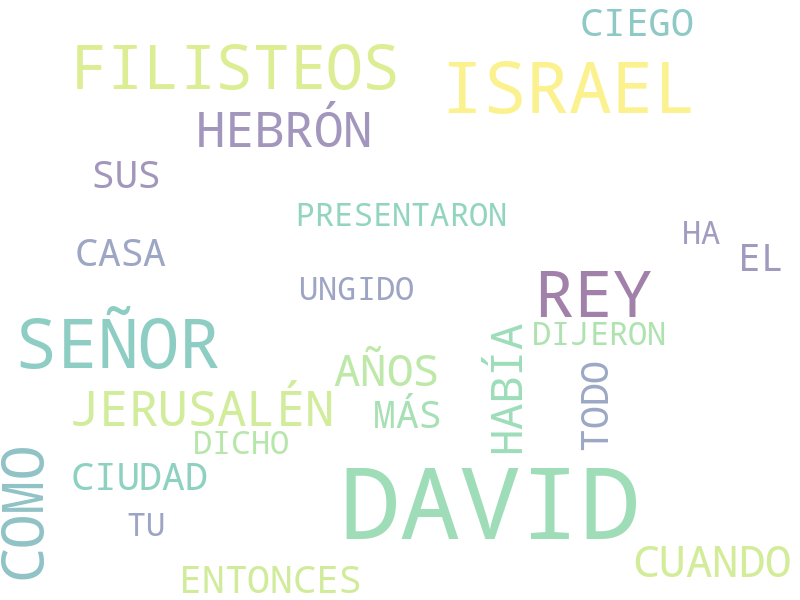 CIEGO
FILISTEOS
ISRAEL
HEBRÓN
SUS
PRESENTARON
HA
CASA
EL
UNGIDO
REY
SEÑOR
DIJERON
HABÍA
AÑOS
TODO
JERUSALÉN
MÁS
DICHO
COMO
CIUDAD
DAVID
TU
CUANDO
ENTONCES